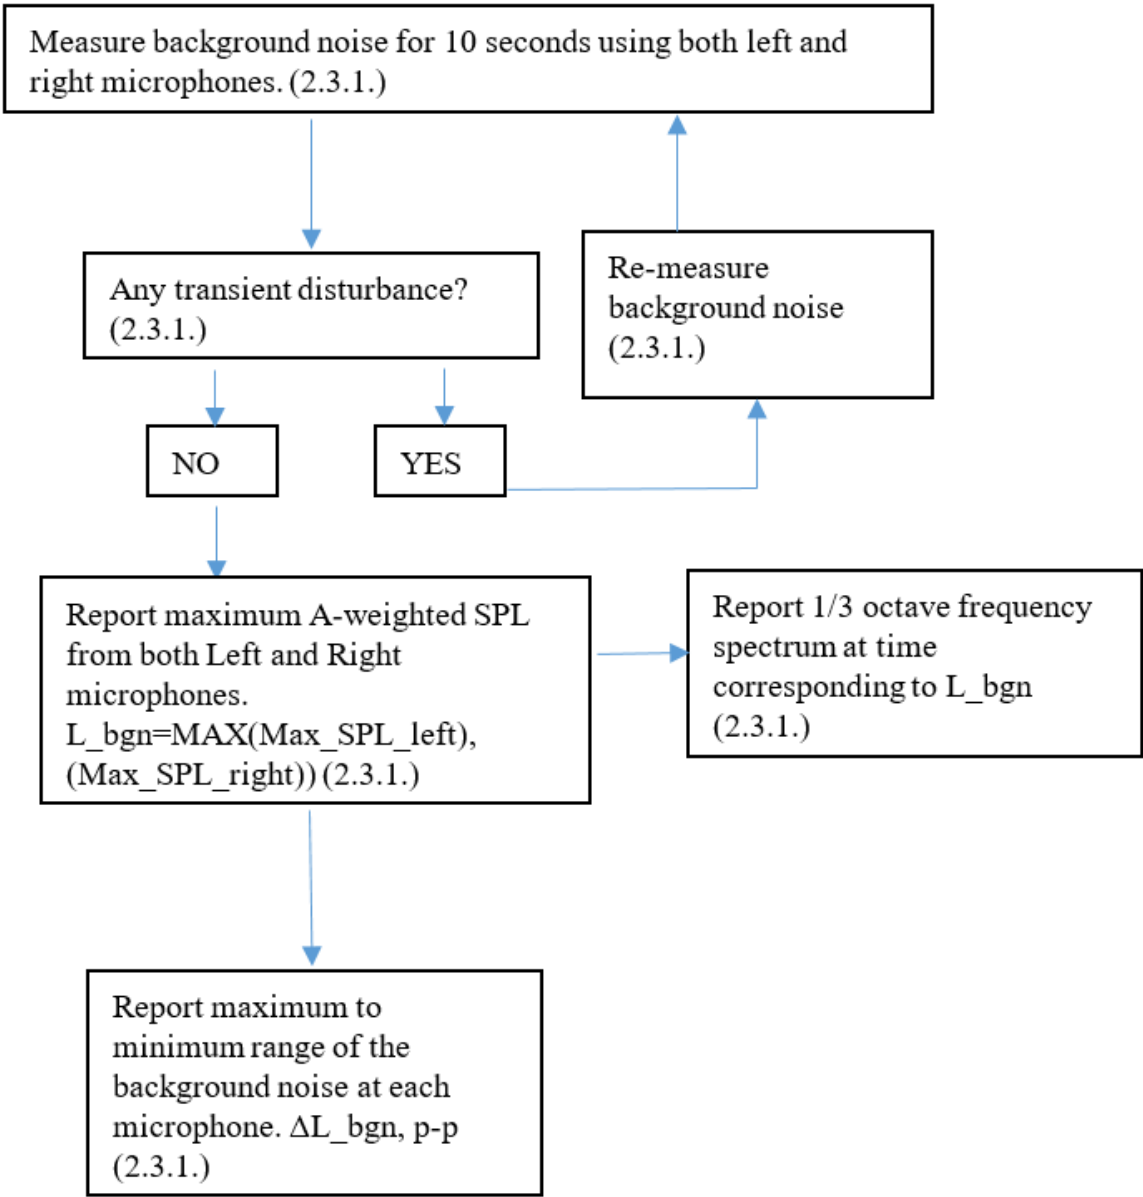 Measure background noise for 10 seconds using both left and
right microphones. (2.3.1.)
Any transient disturbance?
(2.3.1.)
Re-measure
background noise
(2.3.1.)
NO
YES
Report maximum A-weighted SPL
from both Left and Right
microphones.
L_bgn=MAX(Max_SPL_left),
(Max_SPL_right)) (2.3.1.)
Report 1/3 octave frequency
spectrum at time
corresponding to L_bgn
(2.3.1.)
Report maximum to
minimum range of the
background noise at each
microphone. ΔL_bgn, p-p
(2.3.1.)